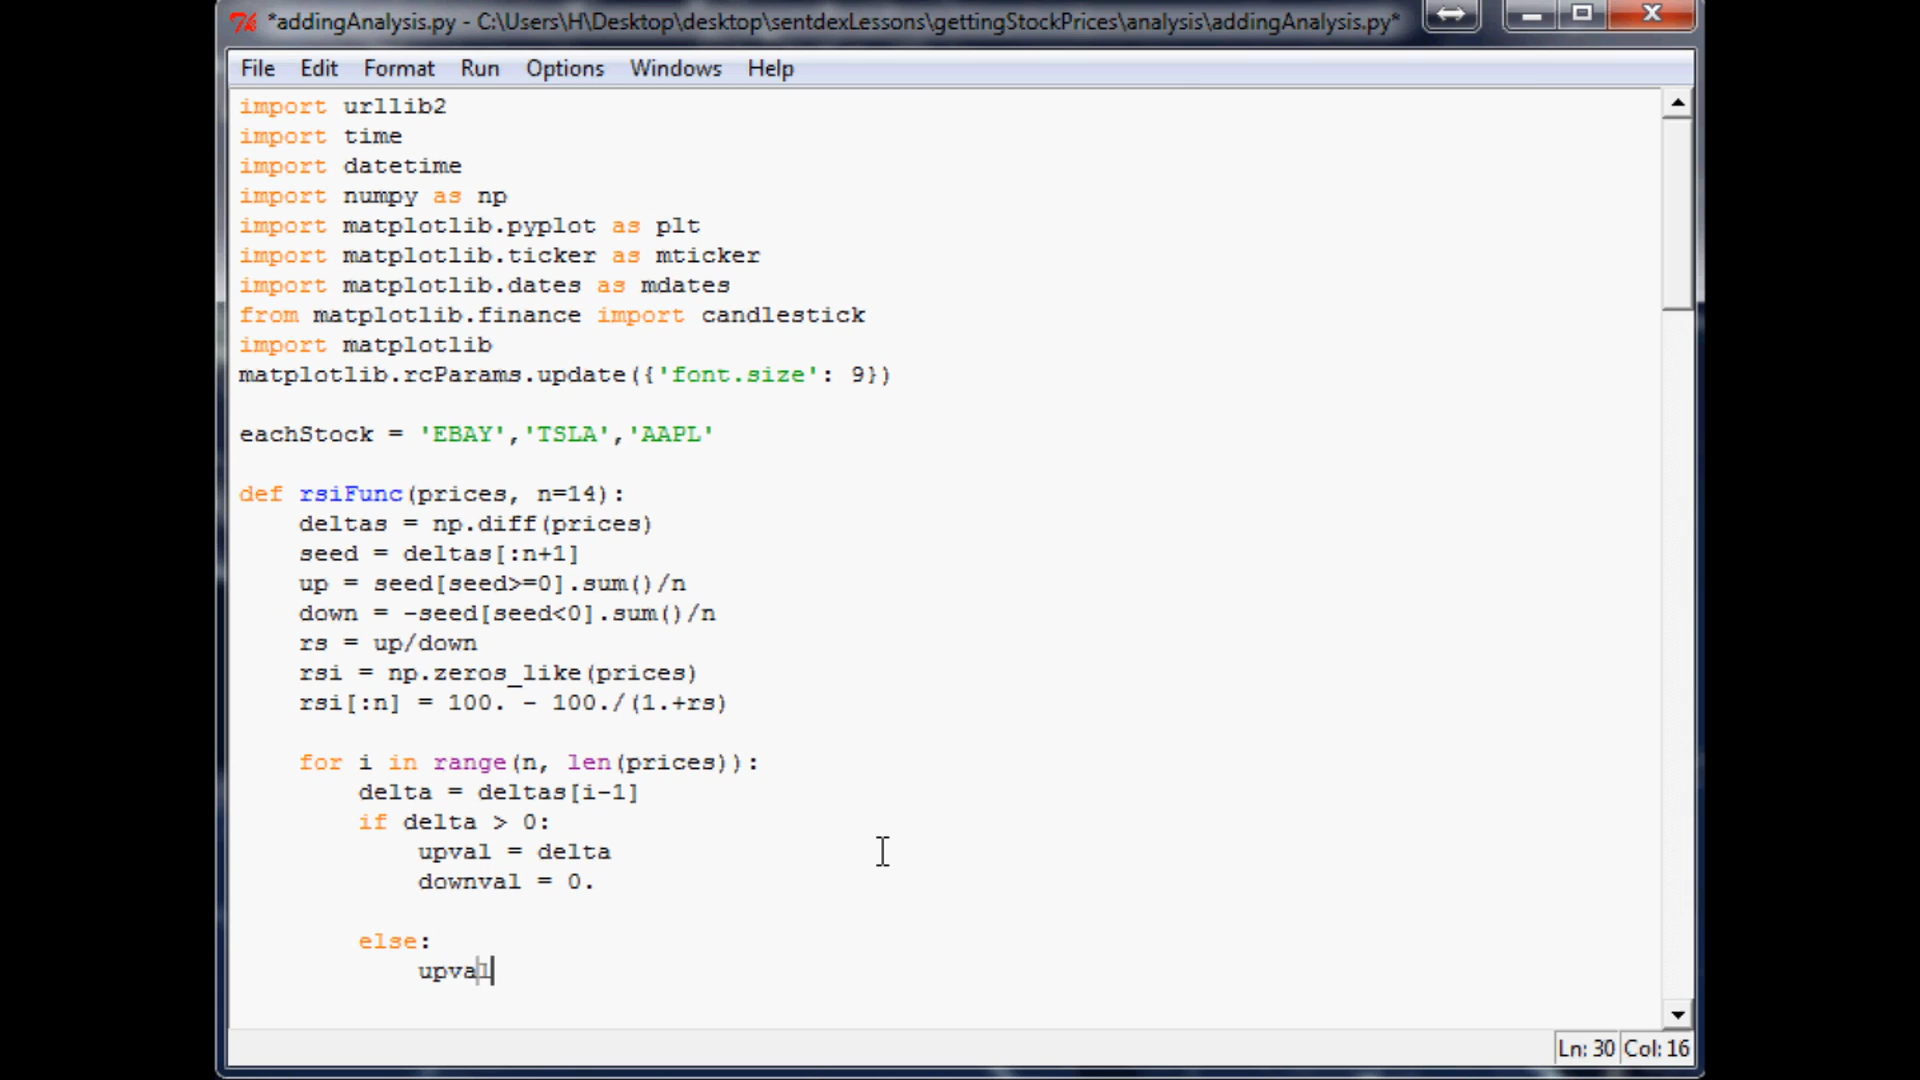 *addingAnalysis.py - C:\Users\H\Desktop\desktop\sentdexLessons\gettingStockPrices\analysis\addingAnalysis.py*
File Edit Format Run Options Windows Help
import urllib2
import time
import datetime
import numpy as np
import matplotlib.pyplot as plt
import matplotlib.ticker as mticker
import matplotlib.dates as mdates
from matplotlib.finance import candlestick
import matplotlib
matplotlib.rcParams.update({'font.size': 9})
eachStock = 'EBAY','TSLA','AAPL'
def rsiFunc(prices, n=14):
    deltas = np.diff(prices)
    seed = deltas[:n+1]
    up = seed[seed>=0].sum()/n
    down = -seed[seed<0].sum()/n
    rs = up/down
    rsi = np.zeros_like(prices)
    rsi[:n] = 100. - 100./(1.+rs)
    for i in range(n, len(prices)):
        delta = deltas[i-1]
        if delta > 0:
            upval = delta
            downval = 0.
        else:
            upval
Ln: 30 Col: 16